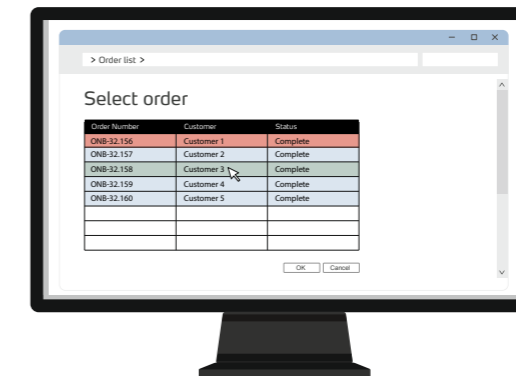 > Order list >
Select order
Order Number Customer Status
ONB-32.156 Customer 1 Complete
ONB-32.157 Customer 2 Complete
ONB-32.158 Customer 3 Complete
ONB-32.159 Customer 4 Complete
ONB-32.160 Customer 5 Complete
OK Cancel